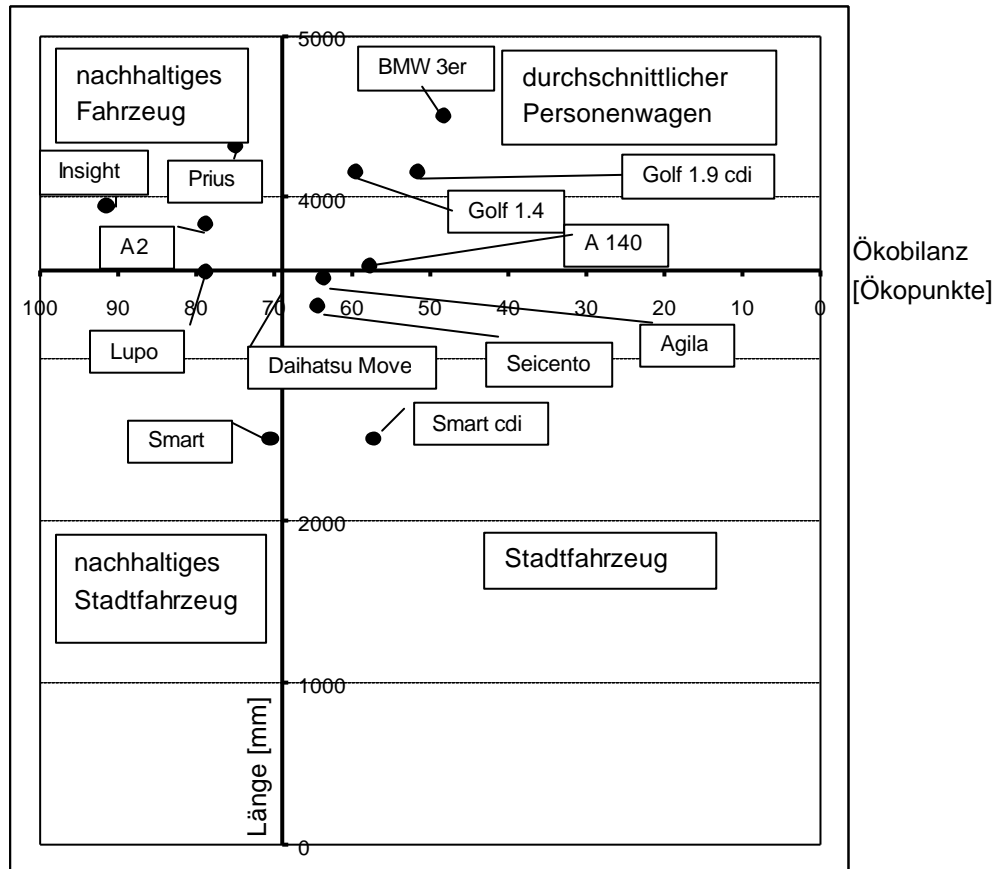 5000
nachhaltiges
Fahrzeug
BMW 3er
durchschnittlicher
Personenwagen
Insight
Prius
Golf 1.9 cdi
4000
Golf 1.4
A2
A 140
Ökobilanz
[Ökopunkte]
100
90
80
70
60
50
40
30
20
10
0
Lupo
Daihatsu Move
Seicento
Agila
Smart
Smart cdi
2000
nachhaltiges
Stadtfahrzeug
Stadtfahrzeug
1000
Länge [mm]
0